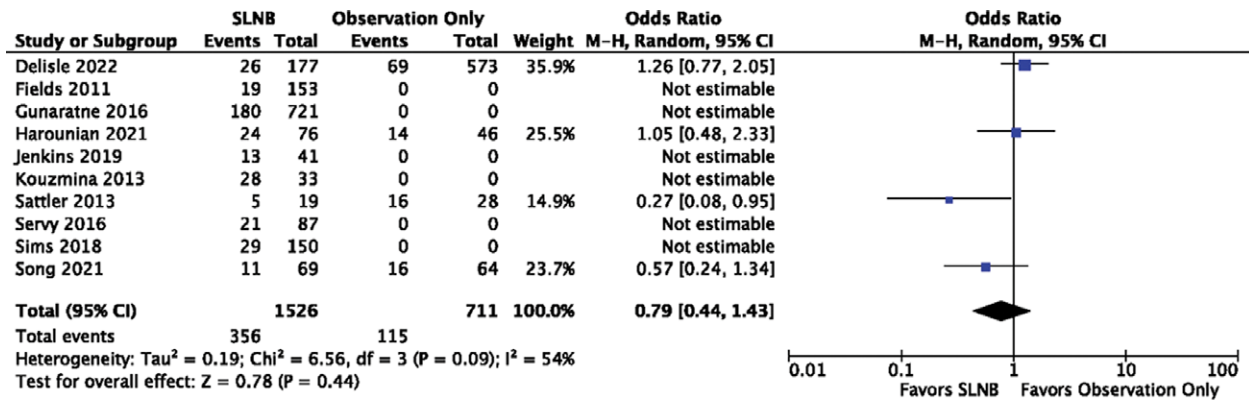 SLNB Observation Only Odds Ratio Odds Ratio
Study or Subgroup Events Total Events Total Weight M-H, Random, 95% CI M-H, Random, 95% CI
Delisle 2022 26 177 69 573 35.9% 1.26 [0.77, 2.05]
Fields 2011 19 153 0 0 Not estimable
Gunaratne 2016 180 721 0 0 Not estimable
Harounian 2021 24 76 14 46 25.5% 1.05 [0.48, 2.33]
Jenkins 2019 13 41 0 0 Not estimable
Kouzmina 2013 28 33 0 0 Not estimable
Sattler 2013 5 19 16 28 14.9% 0.27 [0.08, 0.95]
Servy 2016 21 87 0 0 Not estimable
Sims 2018 29 150 0 0 Not estimable
Song 2021 11 69 16 64 23.7% 0.57 [0.24, 1.34]
Total (95% CI) 1526 711 100.0% 0.79 [0.44, 1.43]
Total events 356 115
Heterogeneity: Tau² = 0.19; Chi² = 6.56, df = 3 (P = 0.09); I² = 54%
Test for overall effect: Z = 0.78 (P = 0.44)
0.01 0.1 1 10 100
Favors SLNB Favors Observation Only